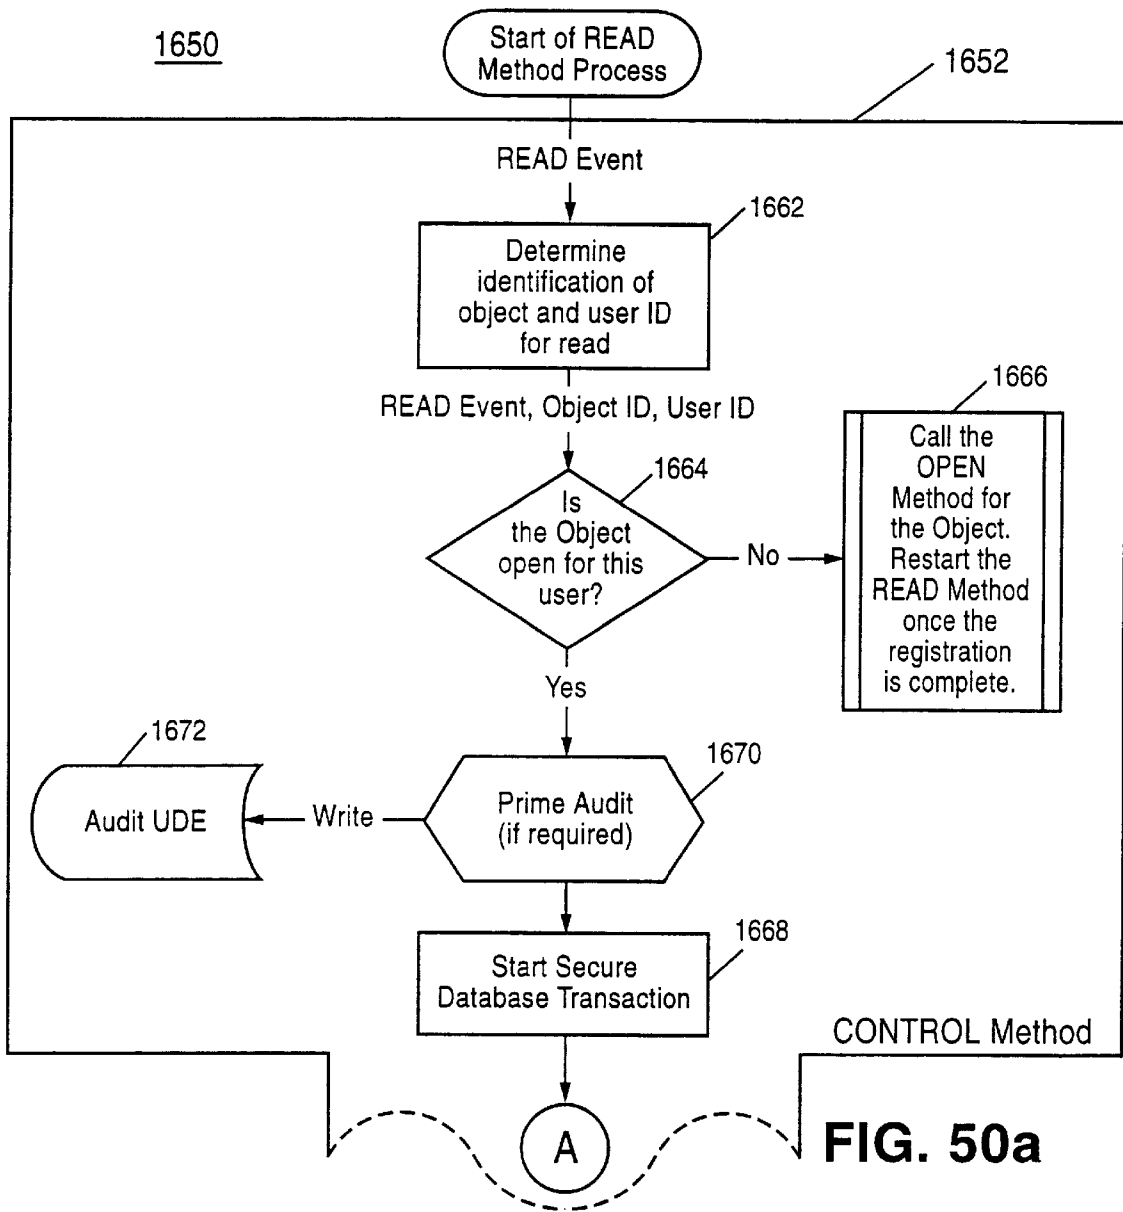 1650
Start of READ
Method Process
1652
READ Event
1662
Determine
identification of
object and user ID
for read
READ Event, Object ID, User ID
1666
Call the
OPEN
Method for
the Object.
Restart the
READ Method
once the
registration
is complete.
1664
Is
the Object
open for this
user?
No
Yes
1672
Audit UDE
Write
1670
Prime Audit
(if required)
1668
Start Secure
Database Transaction
CONTROL Method
A
FIG. 50a